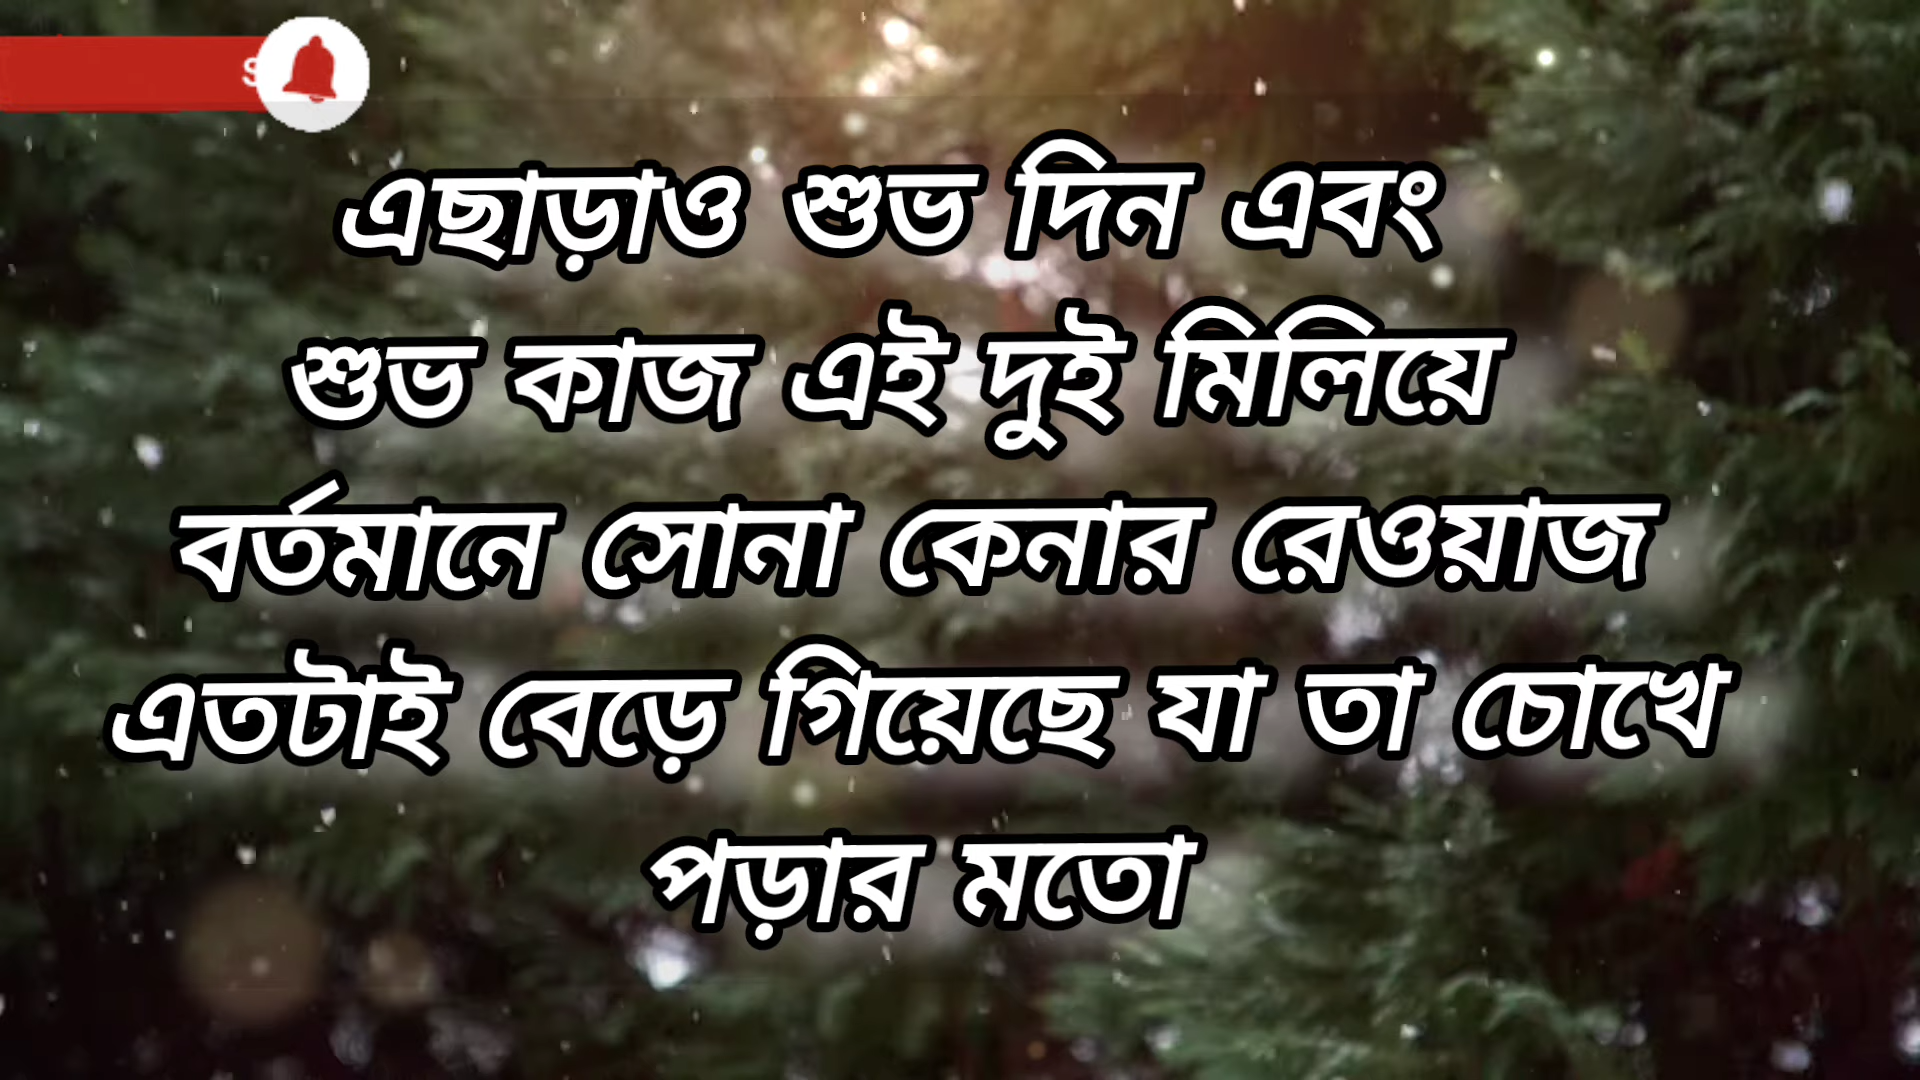 এছাড়াও শুভ দিন এবং
শুভ কাজ এই দুই মিলিয়ে
বর্তমানে সোনা কেনার রেওয়াজ
এতটাই বেড়ে গিয়েছে যা তা চোখে
পড়ার মতো